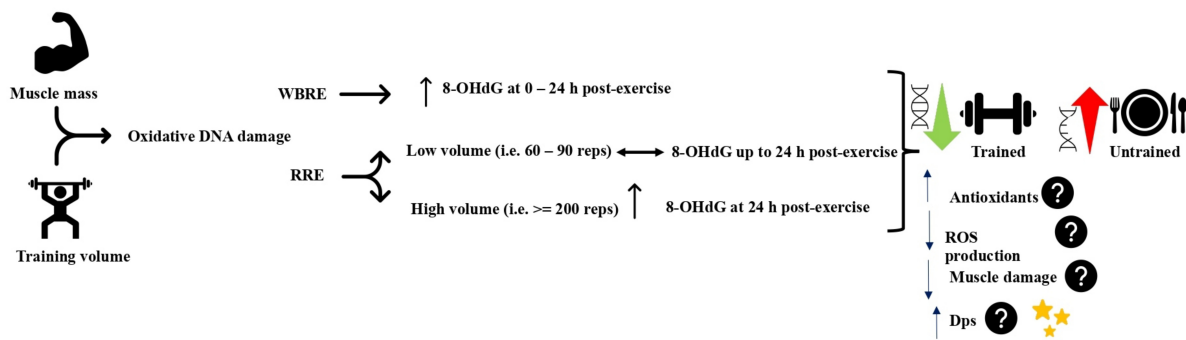 Muscle mass
Training volume
Oxidative DNA damage
WBRE
8-OHdG at 0 – 24 h post-exercise
RRE
Low volume (i.e. 60 – 90 reps)
8-OHdG up to 24 h post-exercise
High volume (i.e. >= 200 reps)
8-OHdG at 24 h post-exercise
Trained
Untrained
Antioxidants ?
ROS
production ?
Muscle damage ?
Dps ?